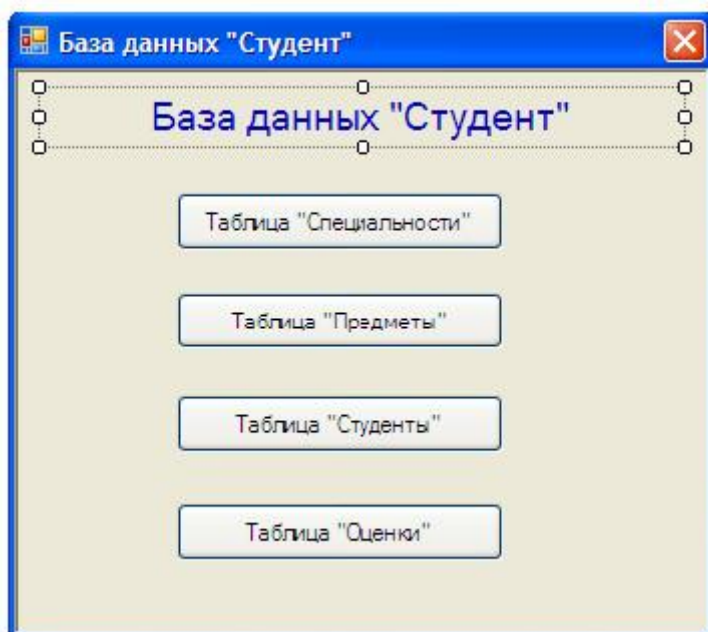 База данных "Студент"
База данных "Студент"
Таблица "Специальности"
Таблица "Предметы"
Таблица "Студенты"
Таблица "Оценки"